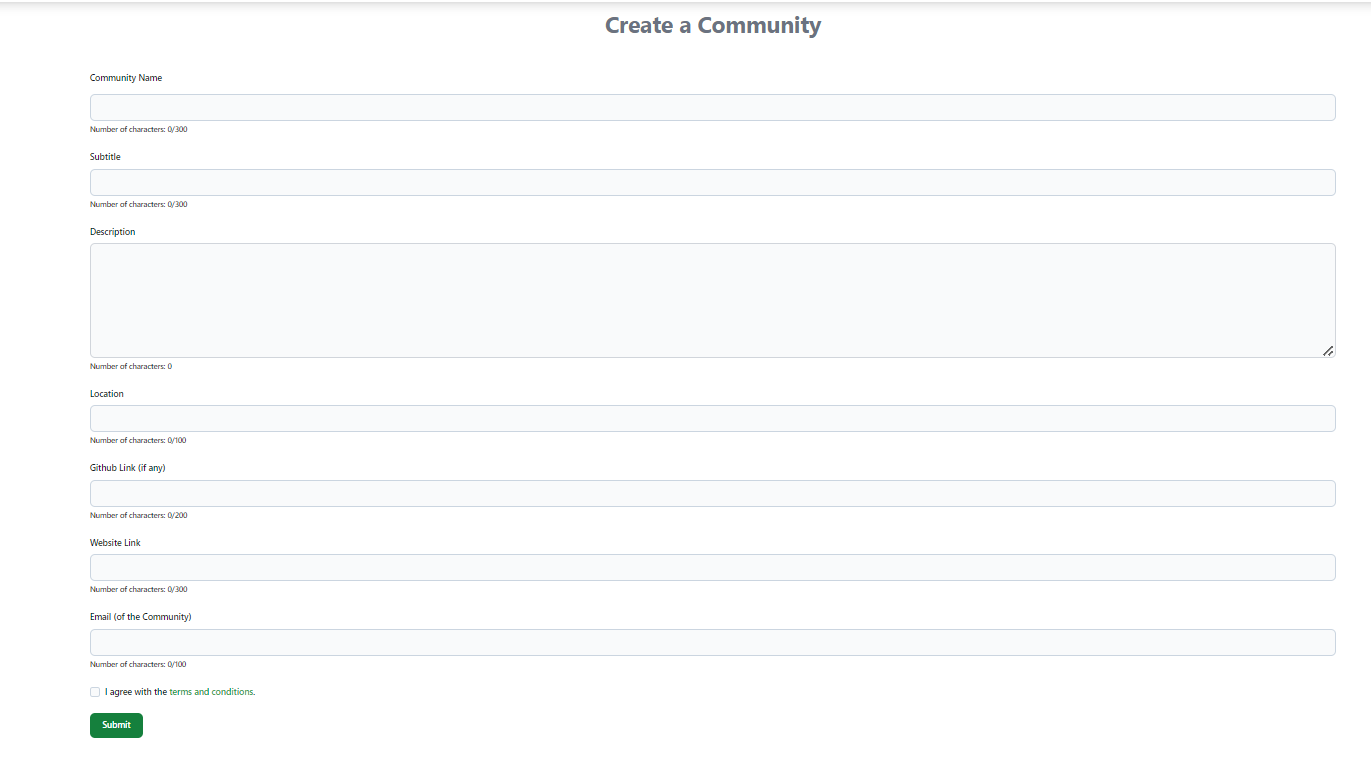 Create a Community
Community Name
Number of characters: 0/300
Subtitle
Number of characters: 0/300
Description
Number of characters: 0
Location
Number of characters: 0/100
Github Link (if any)
Number of characters: 0/200
Website Link
Number of characters: 0/300
Email (of the Community)
Number of characters: 0/100
I agree with the terms and conditions.
Submit